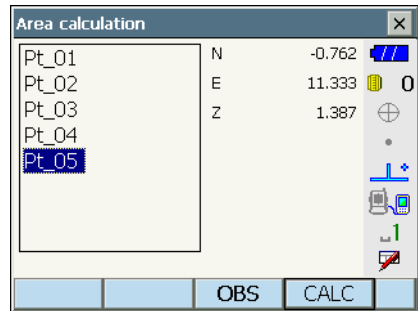 Area calculation
Pt_01
Pt_02
Pt_03
Pt_04
Pt_05
N -0.762
E 11.333
Z 1.387
0
1
OBS CALC